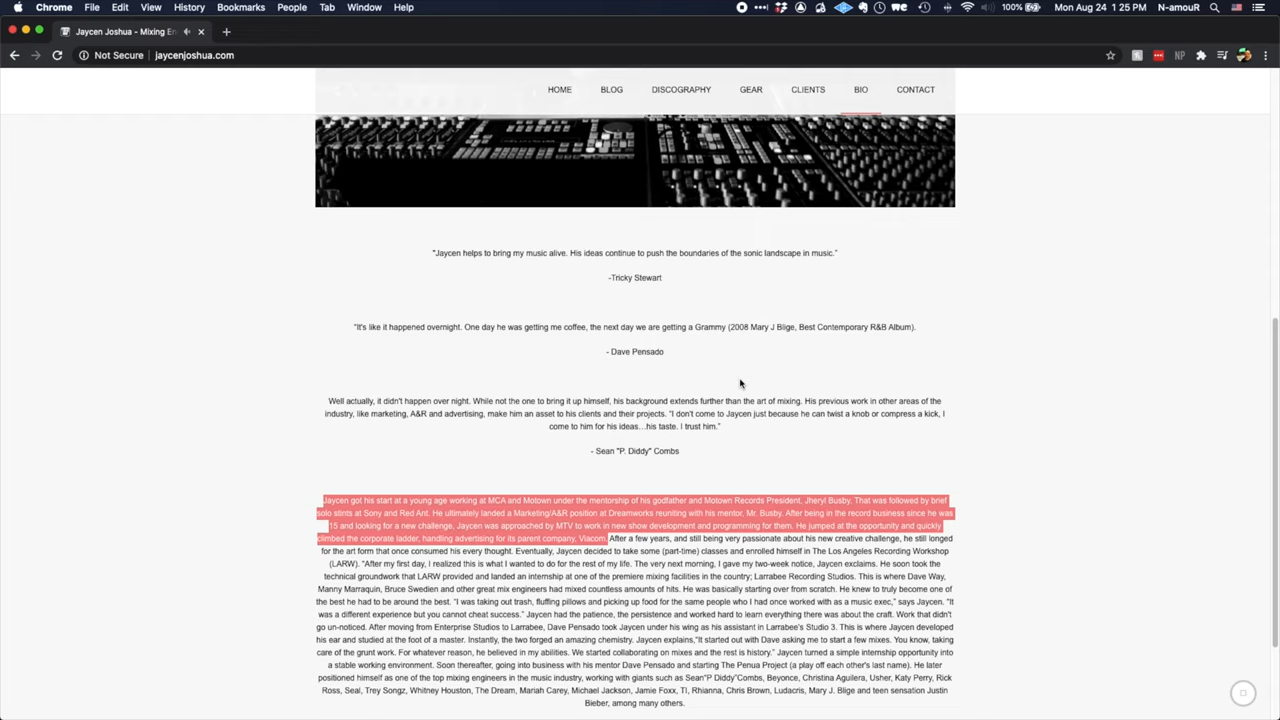 Chrome File Edit View History Bookmarks People Tab Window Help 100% Mon Aug 24 1:25 PM N-amour
Jaycen Joshua - Mixing En
Not Secure | jaycenjoshua.com NP
HOME BLOG DISCOGRAPHY GEAR CLIENTS BIO CONTACT
"Jaycen helps to bring my music alive. His ideas continue to push the boundaries of the sonic landscape in music."
-Tricky Stewart
"It's like it happened overnight. One day he was getting me coffee, the next day we are getting a Grammy (2008 Mary J Blige, Best Contemporary R&B Album).
- Dave Pensado
Well actually, it didn't happen over night. While not the one to bring it up himself, his background extends further than the art of mixing. His previous work in other areas of the
industry, like marketing, A&R and advertising, make him an asset to his clients and their projects. "I don't come to Jaycen just because he can twist a knob or compress a kick, I
come to him for his ideas…his taste. I trust him."
- Sean "P. Diddy" Combs
Jaycen got his start at a young age working at MCA and Motown under the mentorship of his godfather and Motown Records President, Jheryl Busby. That was followed by brief
solo stints at Sony and Red Ant. He ultimately landed a Marketing/A&R position at Dreamworks reuniting with his mentor, Mr. Busby. After being in the record business since he was
15 and looking for a new challenge, Jaycen was approached by MTV to work in new show development and programming for them. He jumped at the opportunity and quickly
climbed the corporate ladder, handling advertising for its parent company, Viacom. After a few years, and still being very passionate about his new creative challenge, he still longed
for the art form that once consumed his every thought. Eventually, Jaycen decided to take some (part-time) classes and enrolled himself in The Los Angeles Recording Workshop
(LARW). "After my first day, I realized this is what I wanted to do for the rest of my life. The very next morning, I gave my two-week notice, Jaycen exclaims. He soon took the
technical groundwork that LARW provided and landed an internship at one of the premiere mixing facilities in the country; Larrabee Recording Studios. This is where Dave Way,
Manny Marraquin, Bruce Swedien and other great mix engineers had mixed countless amounts of hits. He was basically starting over from scratch. He knew to truly become one of
the best he had to be around the best. "I was taking out trash, fluffing pillows and picking up food for the same people who I had once worked with as a music exec," says Jaycen. "It
was a different experience but you cannot cheat success." Jaycen had the patience, the persistence and worked hard to learn everything there was about the craft. Work that didn't
go un-noticed. After moving from Enterprise Studios to Larrabee, Dave Pensado took Jaycen under his wing as his assistant in Larrabee's Studio 3. This is where Jaycen developed
his ear and studied at the foot of a master. Instantly, the two forged an amazing chemistry. Jaycen explains,"It started out with Dave asking me to start a few mixes. You know, taking
care of the grunt work. For whatever reason, he believed in my abilities. We started collaborating on mixes and the rest is history." Jaycen turned a simple internship opportunity into
a stable working environment. Soon thereafter, going into business with his mentor Dave Pensado and starting The Penua Project (a play off each other's last name). He later
positioned himself as one of the top mixing engineers in the music industry, working with giants such as Sean"P Diddy"Combs, Beyonce, Christina Aguilera, Usher, Katy Perry, Rick
Ross, Seal, Trey Songz, Whitney Houston, The Dream, Mariah Carey, Michael Jackson, Jamie Foxx, TI, Rhianna, Chris Brown, Ludacris, Mary J. Blige and teen sensation Justin
Bieber, among many others.